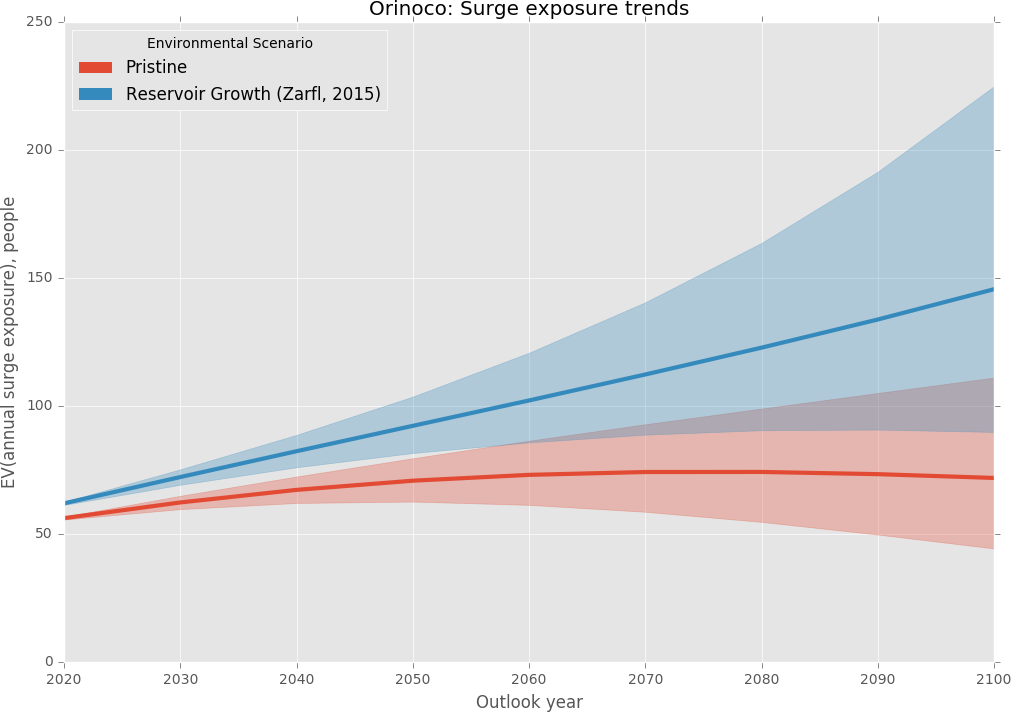 Orinoco: Surge exposure trends
Environmental Scenario
Pristine
Reservoir Growth (Zarfl, 2015)
EV(annual surge exposure), people
250
200
150
100
50
0
2020 2030 2040 2050 2060 2070 2080 2090 2100
Outlook year